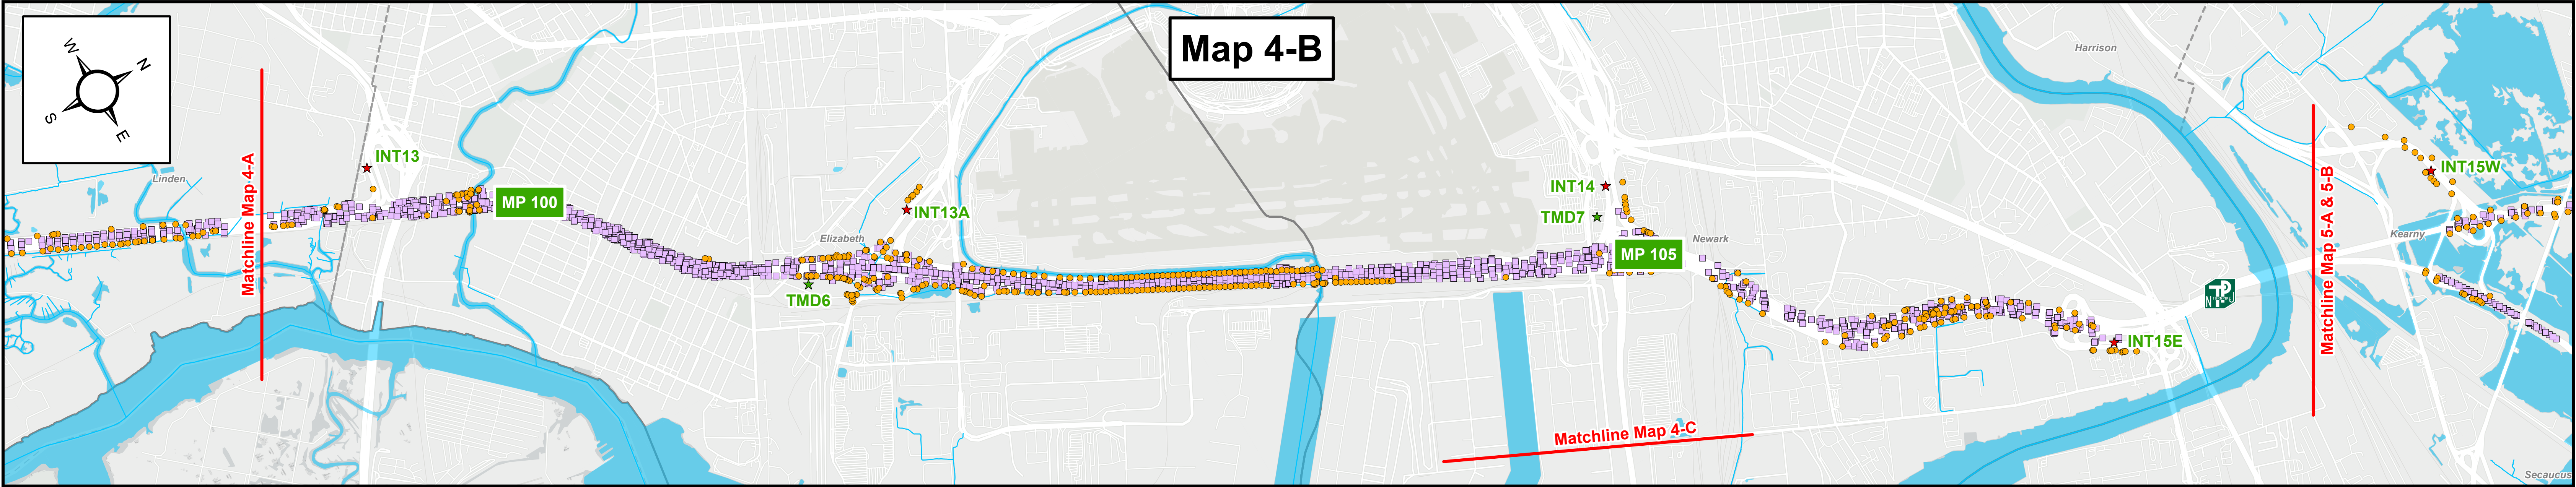 Map 4-B
W
N
S
E
Harrison
Linden
Matchline Map 4-A
INT13
MP 100
INT13A
Elizabeth
TMD6
INT14
TMD7
MP 105
Newark
Matchline Map 4-C
INT15E
Matchline Map 5-A & 5-B
INT15W
Kearny
Secaucus